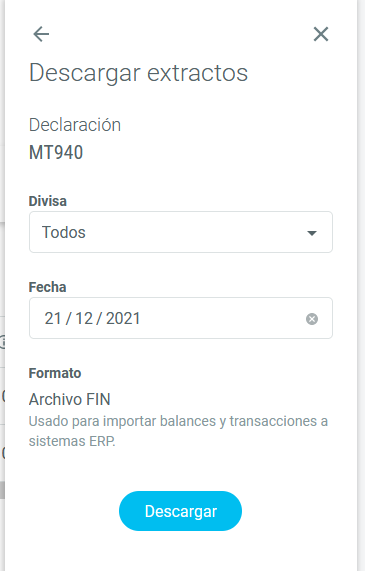 Descargar extractos
Declaración
MT940
Divisa
Todos
Fecha
21 / 12 / 2021
Formato
Archivo FIN
Usado para importar balances y transacciones a
sistemas ERP.
Descargar